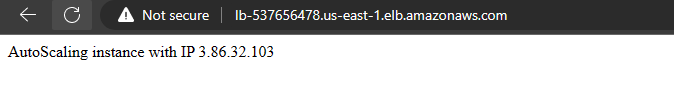 Not secure lb-537656478.us-east-1.elb.amazonaws.com
AutoScaling instance with IP 3.86.32.103